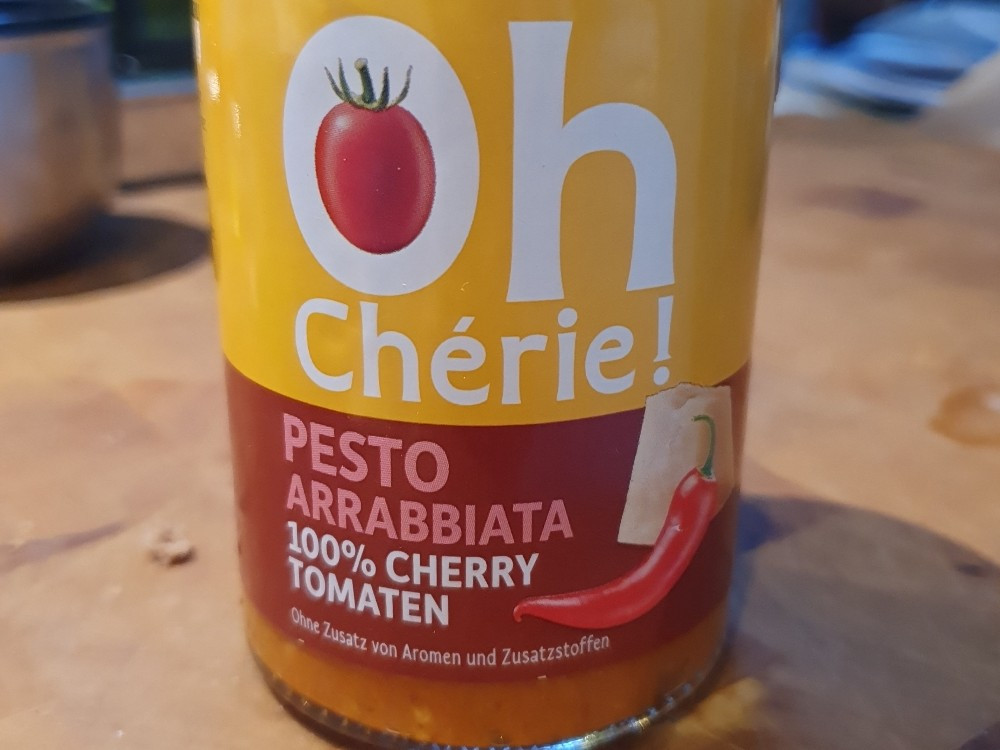 Oh
Chérie!
PESTO
ARRABBIATA
100% CHERRY
TOMATEN
Ohne Zusatz von Aromen und Zusatzstoffen